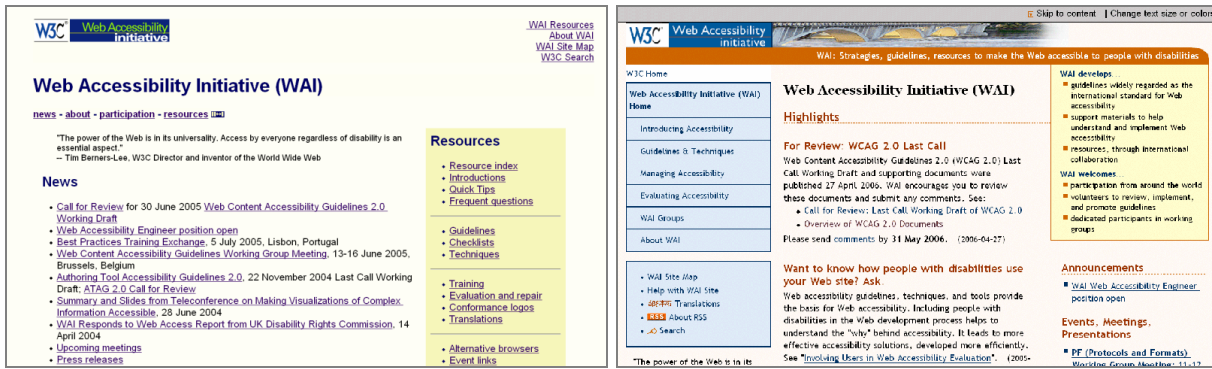 W3C Web Accessibility
initiative
WAI Resources
About WAI
WAI Site Map
W3C Search
Web Accessibility Initiative (WAI)
news - about - participation - resources
"The power of the Web is in its universality. Access by everyone regardless of disability is an
essential aspect."
-- Tim Berners-Lee, W3C Director and inventor of the World Wide Web
News
• Call for Review for 30 June 2005 Web Content Accessibility Guidelines 2.0
Working Draft
• Web Accessibility Engineer position open
• Best Practices Training Exchange, 5 July 2005, Lisbon, Portugal
• Web Content Accessibility Guidelines Working Group Meeting, 13-16 June 2005,
Brussels, Belgium
• Authoring Tool Accessibility Guidelines 2.0, 22 November 2004 Last Call Working
Draft; ATAG 2.0 Call for Review
• Summary and Slides from Teleconference on Making Visualizations of Complex
Information Accessible, 28 June 2004
• WAI Responds to Web Access Report from UK Disability Rights Commission, 14
April 2004
• Upcoming meetings
• Press releases
Resources
• Resource index
• Introductions
• Quick Tips
• Frequent questions
• Guidelines
• Checklists
• Techniques
• Training
• Evaluation and repair
• Conformance logos
• Translations
• Alternative browsers
• Event links
Skip to content | Change text size or colors
W3C Web Accessibility
initiative
WAI: Strategies, guidelines, resources to make the Web accessible to people with disabilities
W3C Home
Web Accessibility Initiative (WAI)
Home
Introducing Accessibility
Guidelines & Techniques
Managing Accessibility
Evaluating Accessibility
WAI Groups
About WAI
• WAI Site Map
• Help with WAI Site
• Translations
• RSS About RSS
• Search
"The power of the Web is in its
Web Accessibility Initiative (WAI)
Highlights
For Review: WCAG 2.0 Last Call
Web Content Accessibility Guidelines 2.0 (WCAG 2.0) Last
Call Working Draft and supporting documents were
published 27 April 2006. WAI encourages you to review
these documents and submit any comments. See:
• Call for Review: Last Call Working Draft of WCAG 2.0
• Overview of WCAG 2.0 Documents
Please send comments by 31 May 2006. (2006-04-27)
Want to know how people with disabilities use
your Web site? Ask.
Web accessibility guidelines, techniques, and tools provide
the basis for Web accessibility. Including people with
disabilities in the Web development process helps to
understand the "why" behind accessibility. It leads to more
effective accessibility solutions, developed more efficiently.
See "Involving Users in Web Accessibility Evaluation". (2005-
WAI develops...
guidelines widely regarded as the
international standard for Web
accessibility
support materials to help
understand and implement Web
accessibility
resources, through international
collaboration
WAI welcomes...
participation from around the world
volunteers to review, implement,
and promote guidelines
dedicated participants in working
groups
Announcements
WAI Web Accessibility Engineer
position open
Events, Meetings,
Presentations
PF (Protocols and Formats)
Working Group Meeting: 11-17